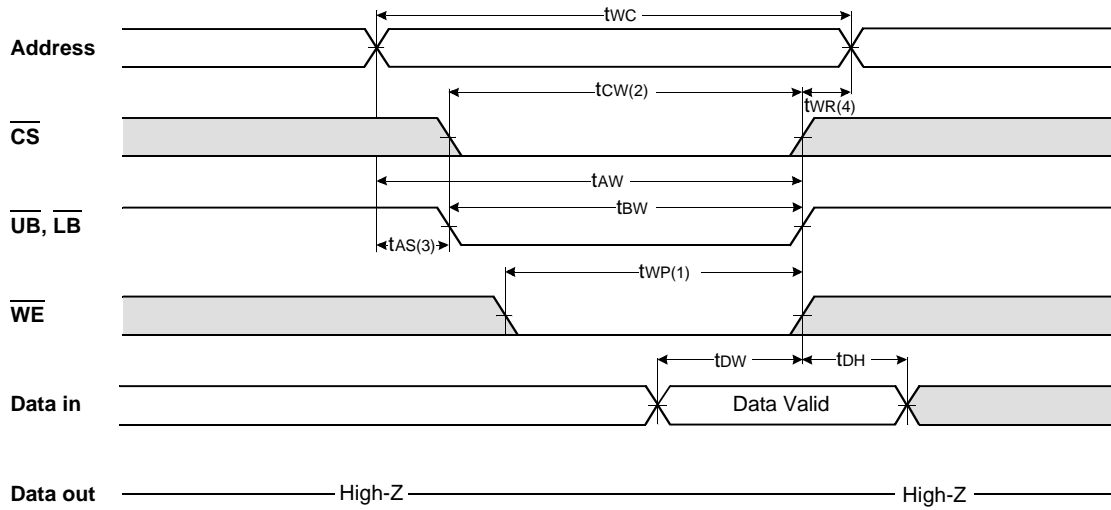 tWC
Address
tCW(2)
tWR(4)
CS
tAW
UB, LB
tBW
tAS(3)
tWP(1)
WE
tDW
tDH
Data in
Data Valid
Data out
High-Z
High-Z